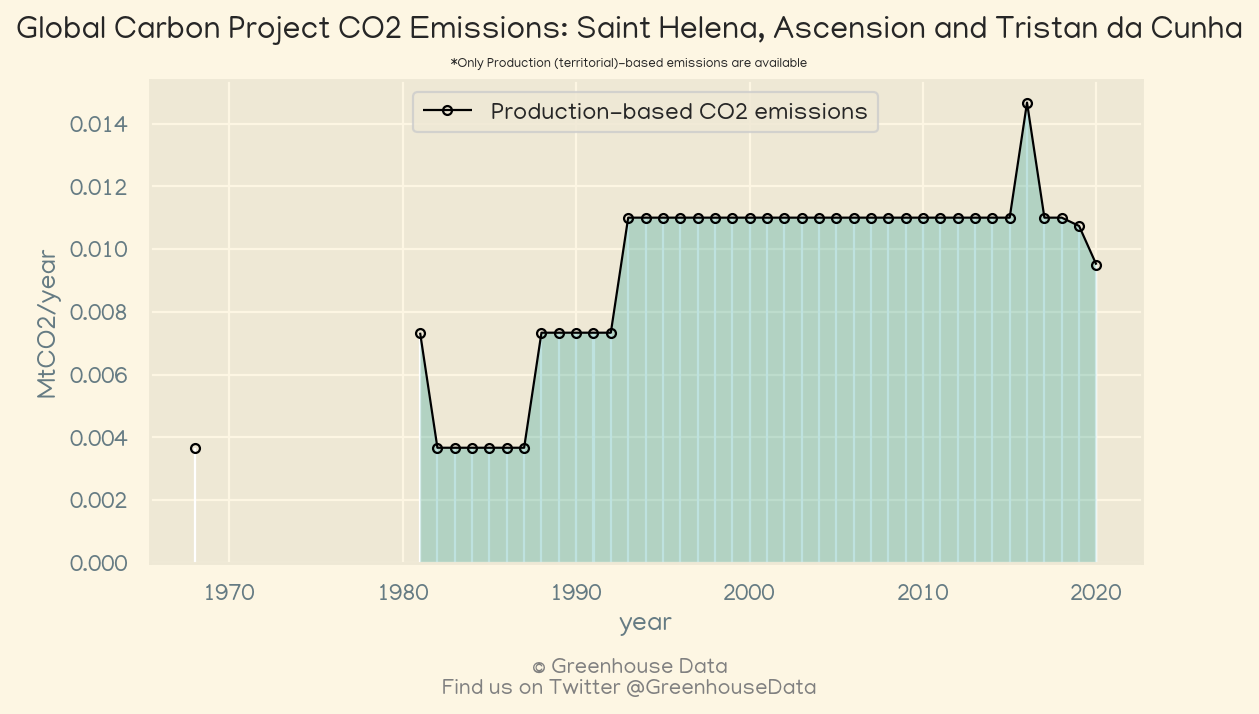 Global Carbon Project CO2 Emissions: Saint Helena, Ascension and Tristan da Cunha
*Only Production (territorial)-based emissions are available
Production-based CO2 emissions
MtCO2/year
0.014
0.012
0.010
0.008
0.006
0.004
0.002
0.000
1970 1980 1990 2000 2010 2020
year
© Greenhouse Data
Find us on Twitter @GreenhouseData